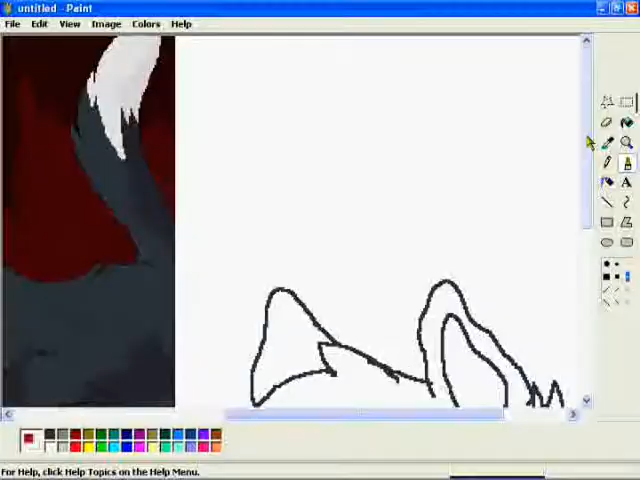 untitled - Paint
File Edit View Image Colors Help
A
For Help, click Help Topics on the Help Menu.